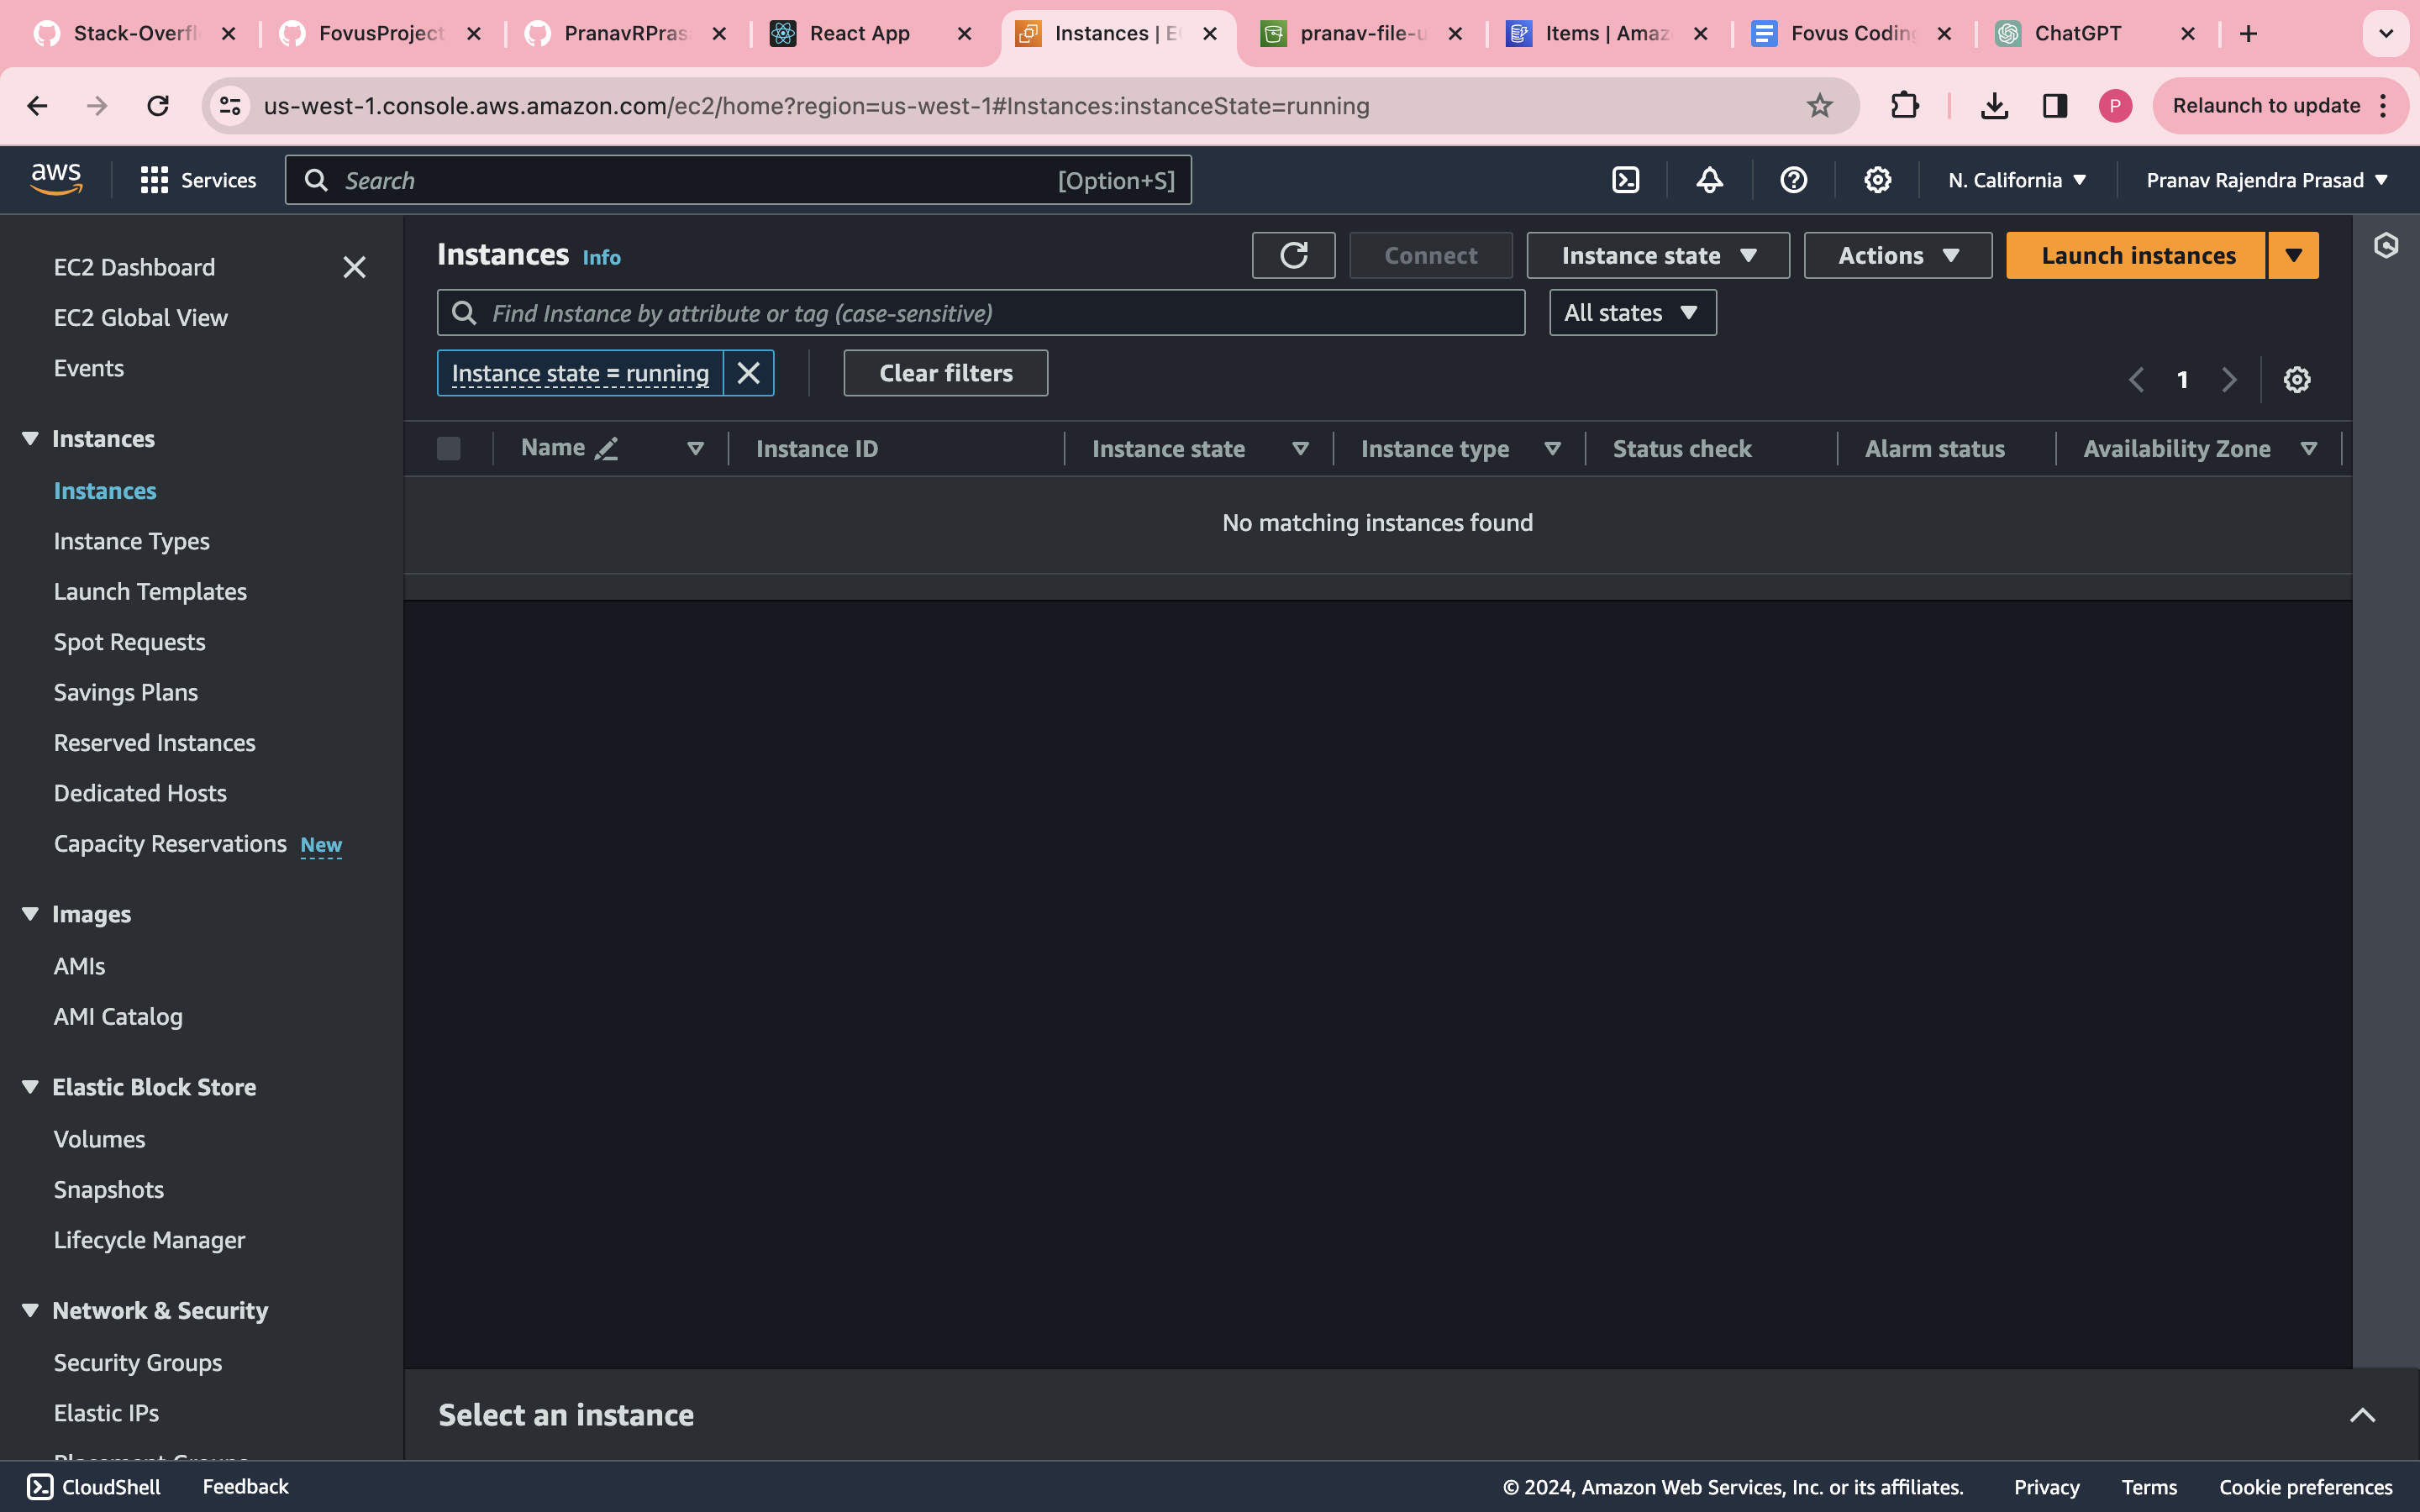 Stack-Overfl
FovusProject
PranavRPras
React App
Instances | E
pranav-file-u
Items | Amaz
Fovus Coding
ChatGPT
us-west-1.console.aws.amazon.com/ec2/home?region=us-west-1#Instances:instanceState=running
P
Relaunch to update
aws
Services
Search
[Option+S]
N. California
Pranav Rajendra Prasad
EC2 Dashboard
EC2 Global View
Events
Instances
Instances
Instance Types
Launch Templates
Spot Requests
Savings Plans
Reserved Instances
Dedicated Hosts
Capacity Reservations New
Images
AMIs
AMI Catalog
Elastic Block Store
Volumes
Snapshots
Lifecycle Manager
Network & Security
Security Groups
Elastic IPs
Placement Groups
Instances Info
Connect
Instance state
Actions
Launch instances
Find Instance by attribute or tag (case-sensitive)
All states
Instance state = running
Clear filters
1
Name
Instance ID
Instance state
Instance type
Status check
Alarm status
Availability Zone
No matching instances found
Select an instance
CloudShell
Feedback
© 2024, Amazon Web Services, Inc. or its affiliates.
Privacy
Terms
Cookie preferences